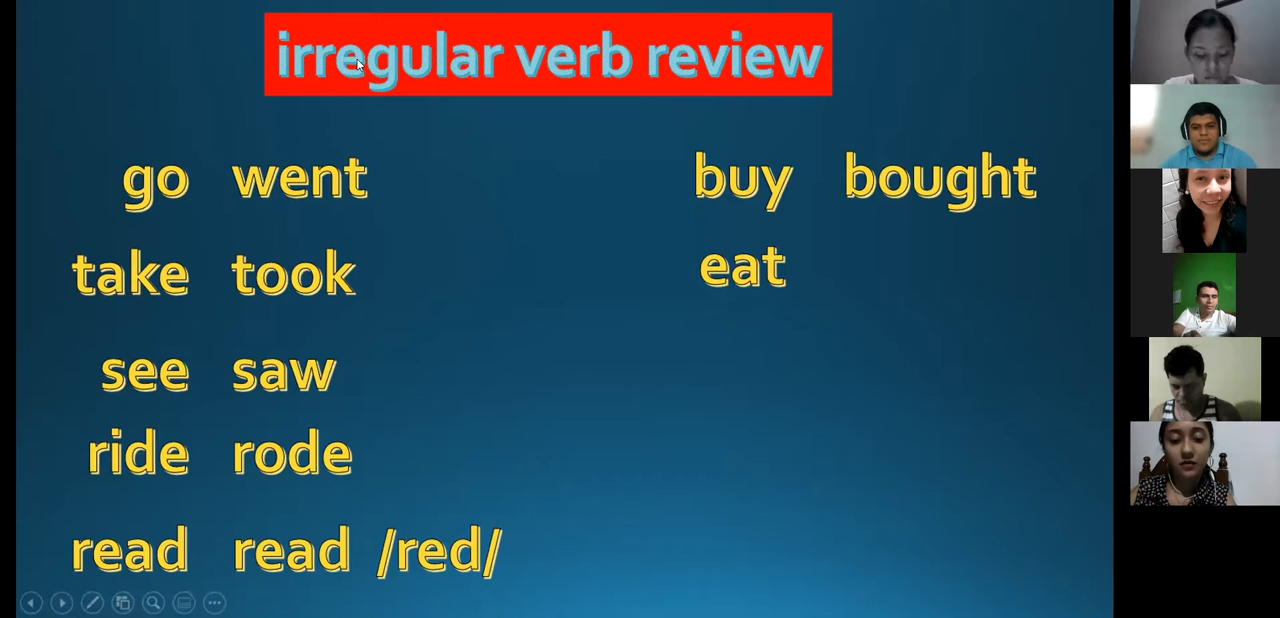 irregular verb review
go went
take took
see saw
ride rode
read read /red/
buy bought
eat